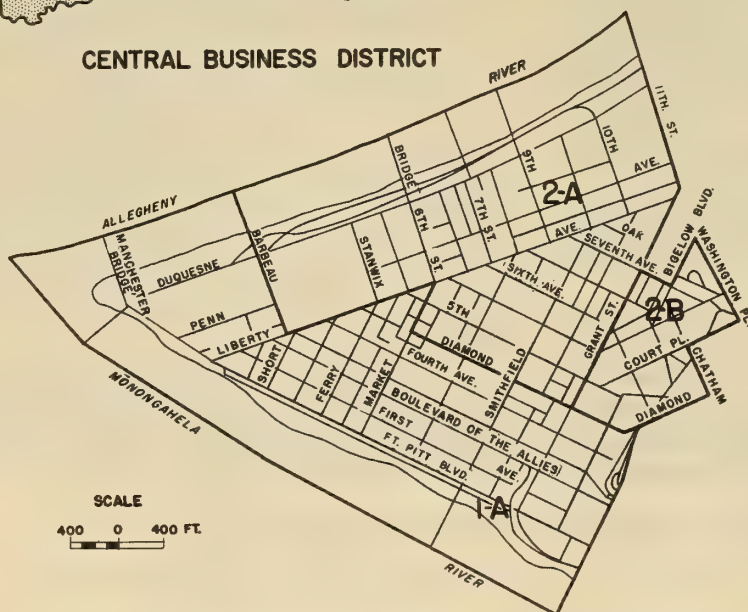 CENTRAL BUSINESS DISTRICT
RIVER
ALLEGHENY
11TH. ST.
10TH
9TH
BRIDGE
6TH
ST.
7TH ST.
2-A
AVE.
AVE.
OAK
SEVENTH AVE.
BIGELOW BLVD.
WASHINGTON PL.
MANCHESTER
BRIDGE
DUQUESNE
BARBEAU
STANWIX
SIXTH AVE.
PENN
LIBERTY
5TH
DIAMOND
GRANT ST.
2B
COURT PL.
CHATHAM
DIAMOND
SHORT
FERRY
MARKET
FOURTH AVE.
SMITHFIELD
BOULEVARD OF THE ALLIES
FIRST
AVE.
FT. PITT BLVD.
1-A
MONONGAHELA
RIVER
SCALE
400 0 400 FT.